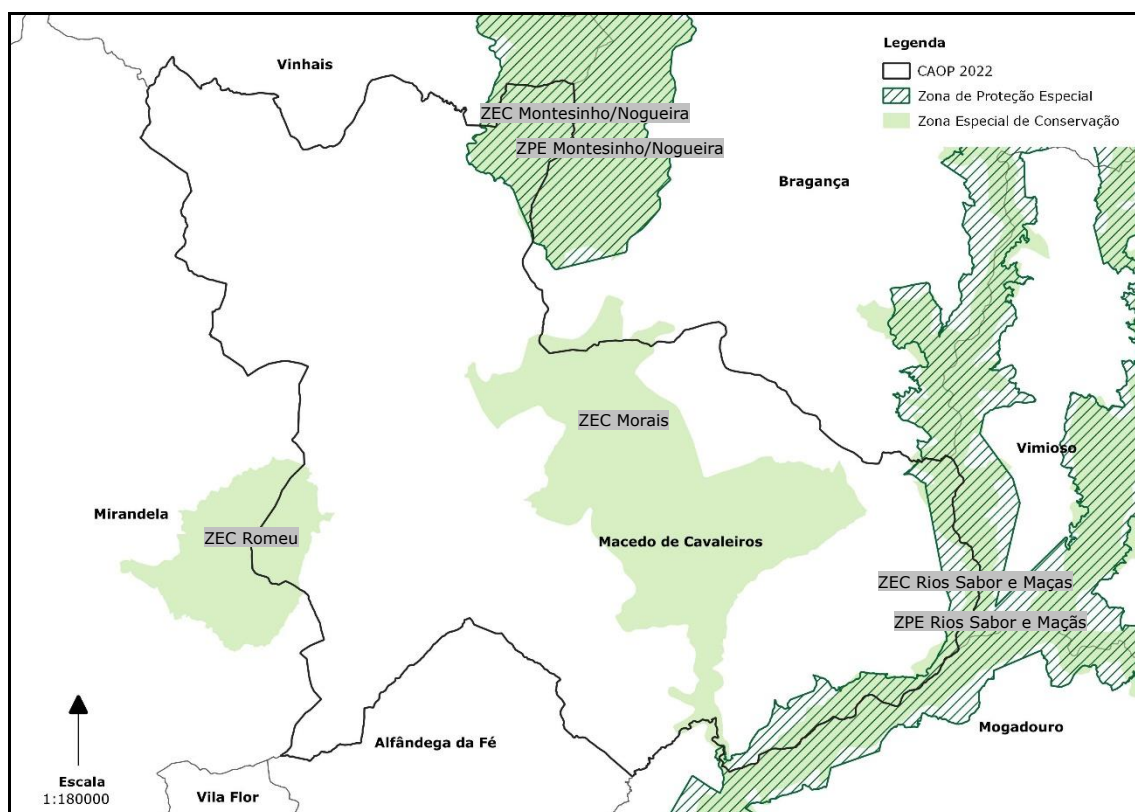 Legenda
CAOP 2022
Zona de Proteção Especial
Zona Especial de Conservação
Vinhais
ZEC Montesinho/Nogueira
ZPE Montesinho/Nogueira
Bragança
ZEC Morais
Vimioso
Mirandela
ZEC Romeu
Macedo de Cavaleiros
ZEC Rios Sabor e Maças
ZPE Rios Sabor e Maçãs
Mogadouro
Alfândega da Fé
Escala
1:180000
Vila Flor